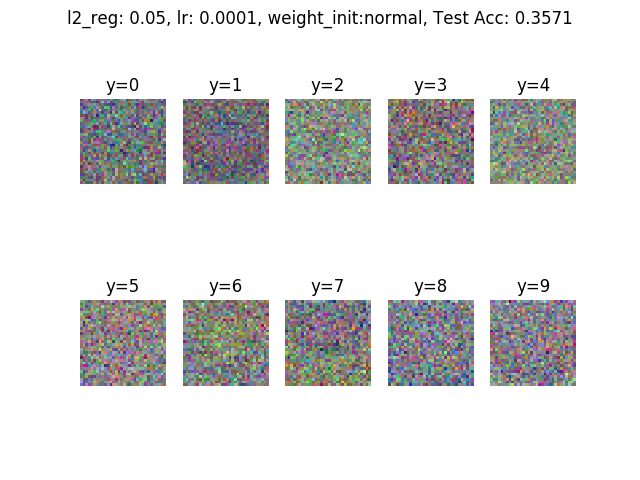 l2_reg: 0.05, lr: 0.0001, weight_init:normal, Test Acc: 0.3571
y=0 y=1 y=2 y=3 y=4
y=5 y=6 y=7 y=8 y=9